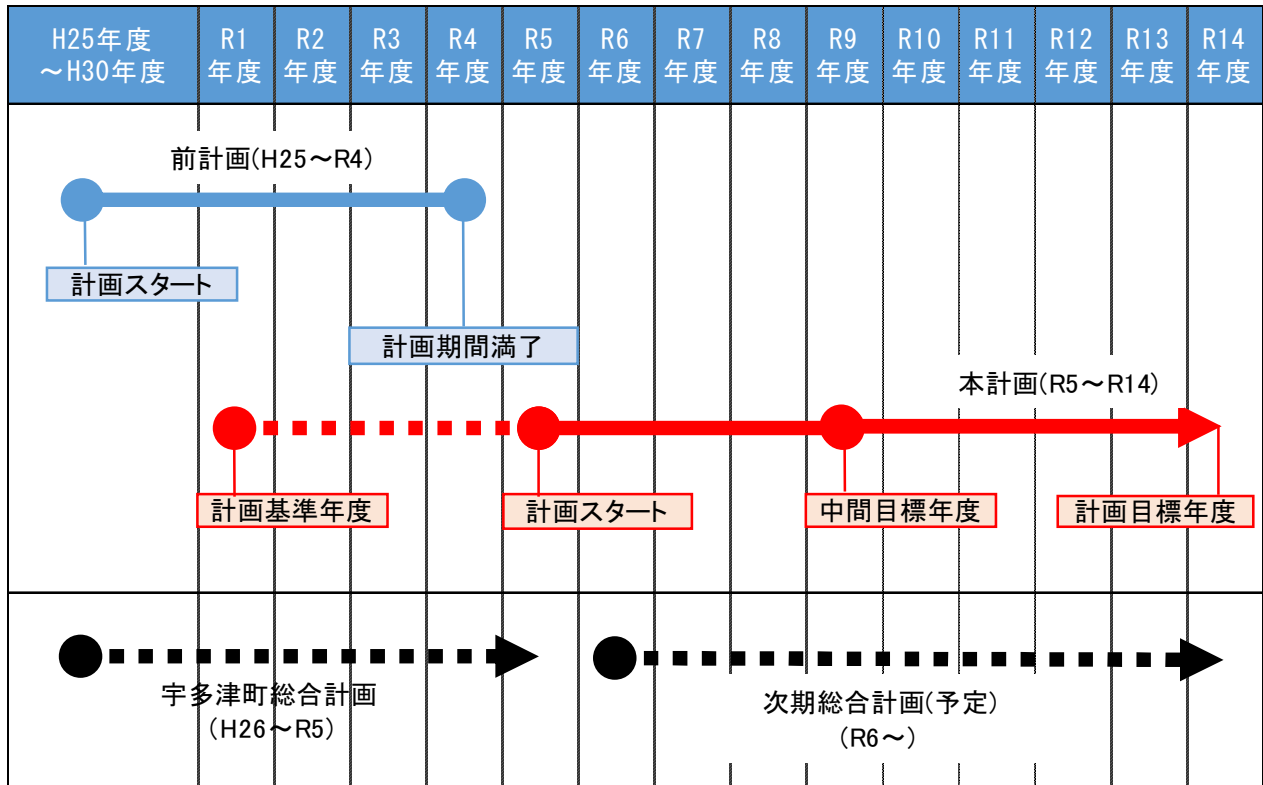 H25年度
～H30年度
R1
年度
R2
年度
R3
年度
R4
年度
R5
年度
R6
年度
R7
年度
R8
年度
R9
年度
R10
年度
R11
年度
R12
年度
R13
年度
R14
年度
前計画(H25～R4)
計画スタート
計画期間満了
本計画(R5～R14)
計画基準年度
計画スタート
中間目標年度
計画目標年度
宇多津町総合計画
(H26～R5)
次期総合計画(予定)
(R6～)